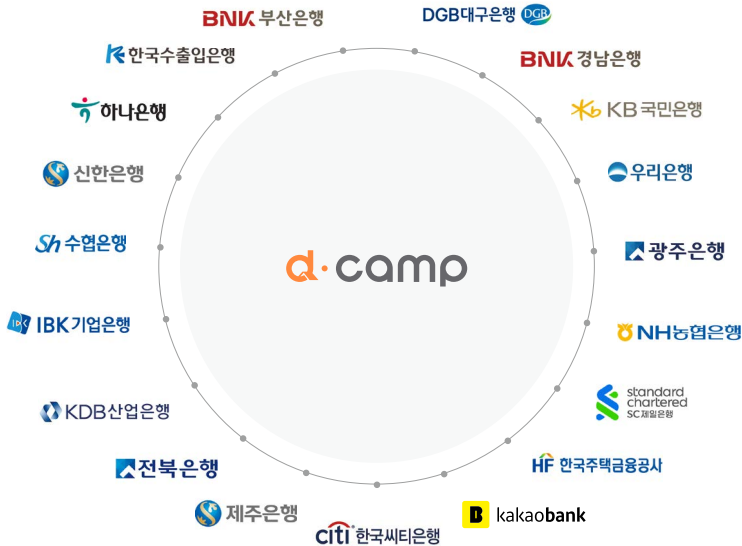 BNK 부산은행
DGB대구은행 DGB
한국수출입은행
BNK 경남은행
하나은행
KB 국민은행
신한은행
우리은행
Sh 수협은행
광주은행
d·camp
IBK기업은행
NH농협은행
KDB산업은행
standard
chartered
SC제일은행
전북은행
HF 한국주택금융공사
제주은행
B kakaobank
citi 한국씨티은행